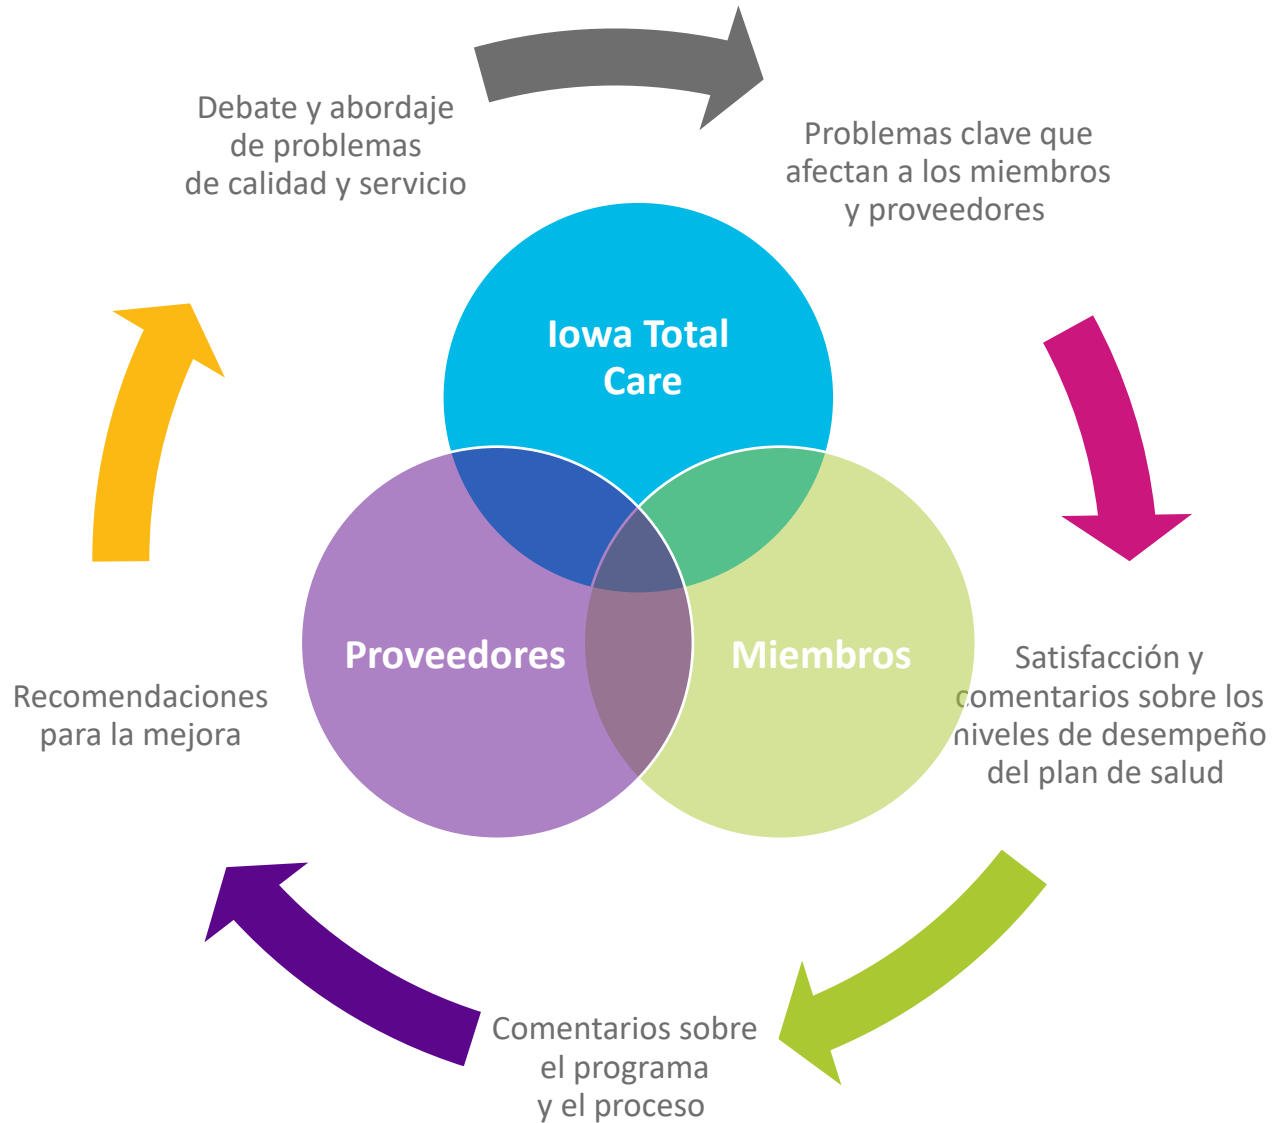 Debate y abordaje
de problemas
de calidad y servicio
Problemas clave que
afectan a los miembros
y proveedores
Iowa Total
Care
Proveedores
Miembros
Satisfacción y
comentarios sobre los
niveles de desempeño
del plan de salud
Recomendaciones
para la mejora
Comentarios sobre
el programa
y el proceso